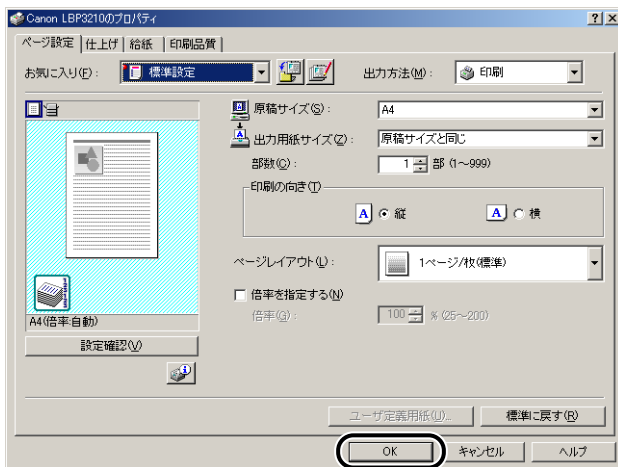 Canon LBP3210のプロパティ
ページ設定 仕上げ 給紙 印刷品質
お気に入り(F): 標準設定 出力方法(M): 印刷
原稿サイズ(S): A4
出力用紙サイズ(Z): 原稿サイズと同じ
部数(C): 1 部 (1～999)
印刷の向き(T)
A 縦 A 横
ページレイアウト(L): 1ページ/枚(標準)
倍率を指定する(N)
倍率(G): 100 % (25～200)
A4(倍率:自動)
設定確認(V)
ユーザ定義用紙(U)... 標準に戻す(R)
OK キャンセル ヘルプ